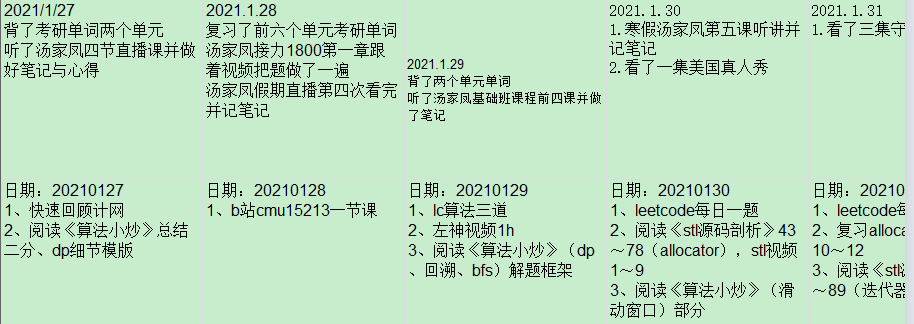 2021/1/27
背了考研单词两个单元
听了汤家凤四节直播课并做
好笔记与心得
2021.1.28
复习了前六个单元考研单词
汤家凤接力1800第一章跟
着视频把题做了一遍
汤家凤假期直播第四次看完
并记笔记
2021.1.29
背了两个单元单词
听了汤家凤基础班课程前四课并做
了笔记
2021.1.30
1.寒假汤家凤第五课听讲并
记笔记
2.看了一集美国真人秀
2021.1.31
1.看了三集守
日期：20210127
1、快速回顾计网
2、阅读《算法小炒》总结
二分、dp细节模版
日期：20210128
1、b站cmu15213一节课
日期：20210129
1、lc算法三道
2、左神视频1h
3、阅读《算法小炒》（dp
、回溯、bfs）解题框架
日期：20210130
1、leetcode每日一题
2、阅读《stl源码剖析》43
～78（allocator），stl视频
1～9
3、阅读《算法小炒》（滑
动窗口）部分
日期：20210
1、leetcode每
2、复习alloca
10～12
3、阅读《stl
～89（迭代器